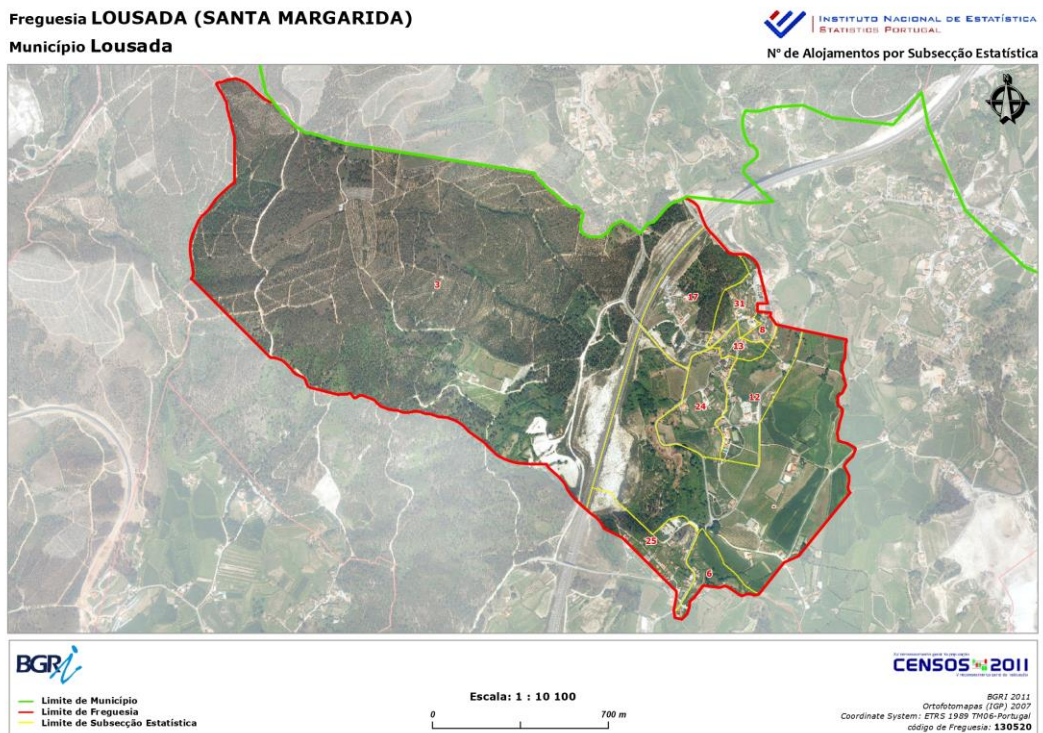 Freguesia LOUSADA (SANTA MARGARIDA)
Município Lousada
INSTITUTO NACIONAL DE ESTATÍSTICA
STATISTICS PORTUGAL
Nº de Alojamentos por Subsecção Estatística
3
17
31
8
13
24
12
25
6
BGRi
Limite de Município
Limite de Freguesia
Limite de Subsecção Estatística
Escala: 1 : 10 100
0 700 m
CENSOS 2011
BGRI 2011
Ortofotomapas (IGP) 2007
Coordinate System: ETRS 1989 TM06-Portugal
código de Freguesia: 130520